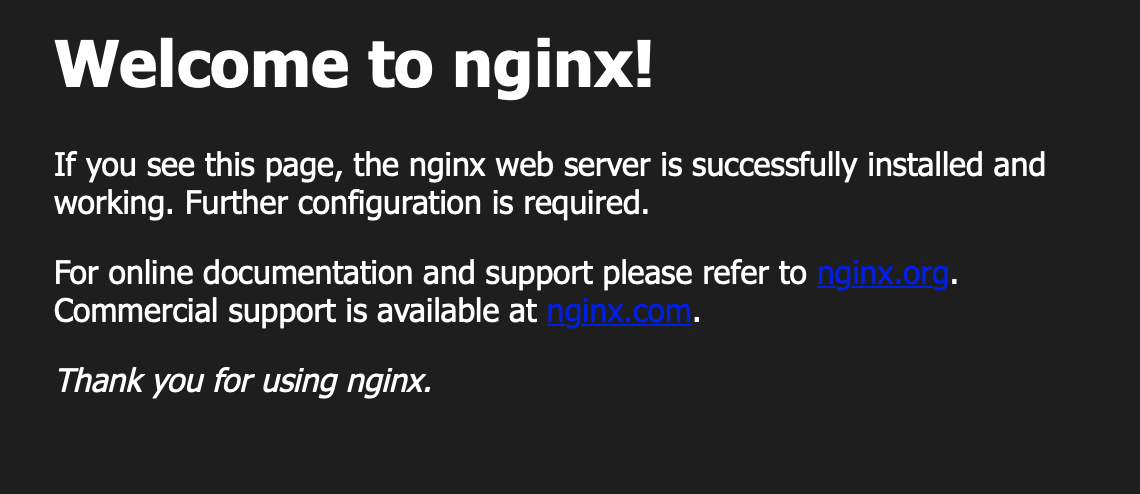 Welcome to nginx!
If you see this page, the nginx web server is successfully installed and
working. Further configuration is required.
For online documentation and support please refer to nginx.org.
Commercial support is available at nginx.com.
Thank you for using nginx.